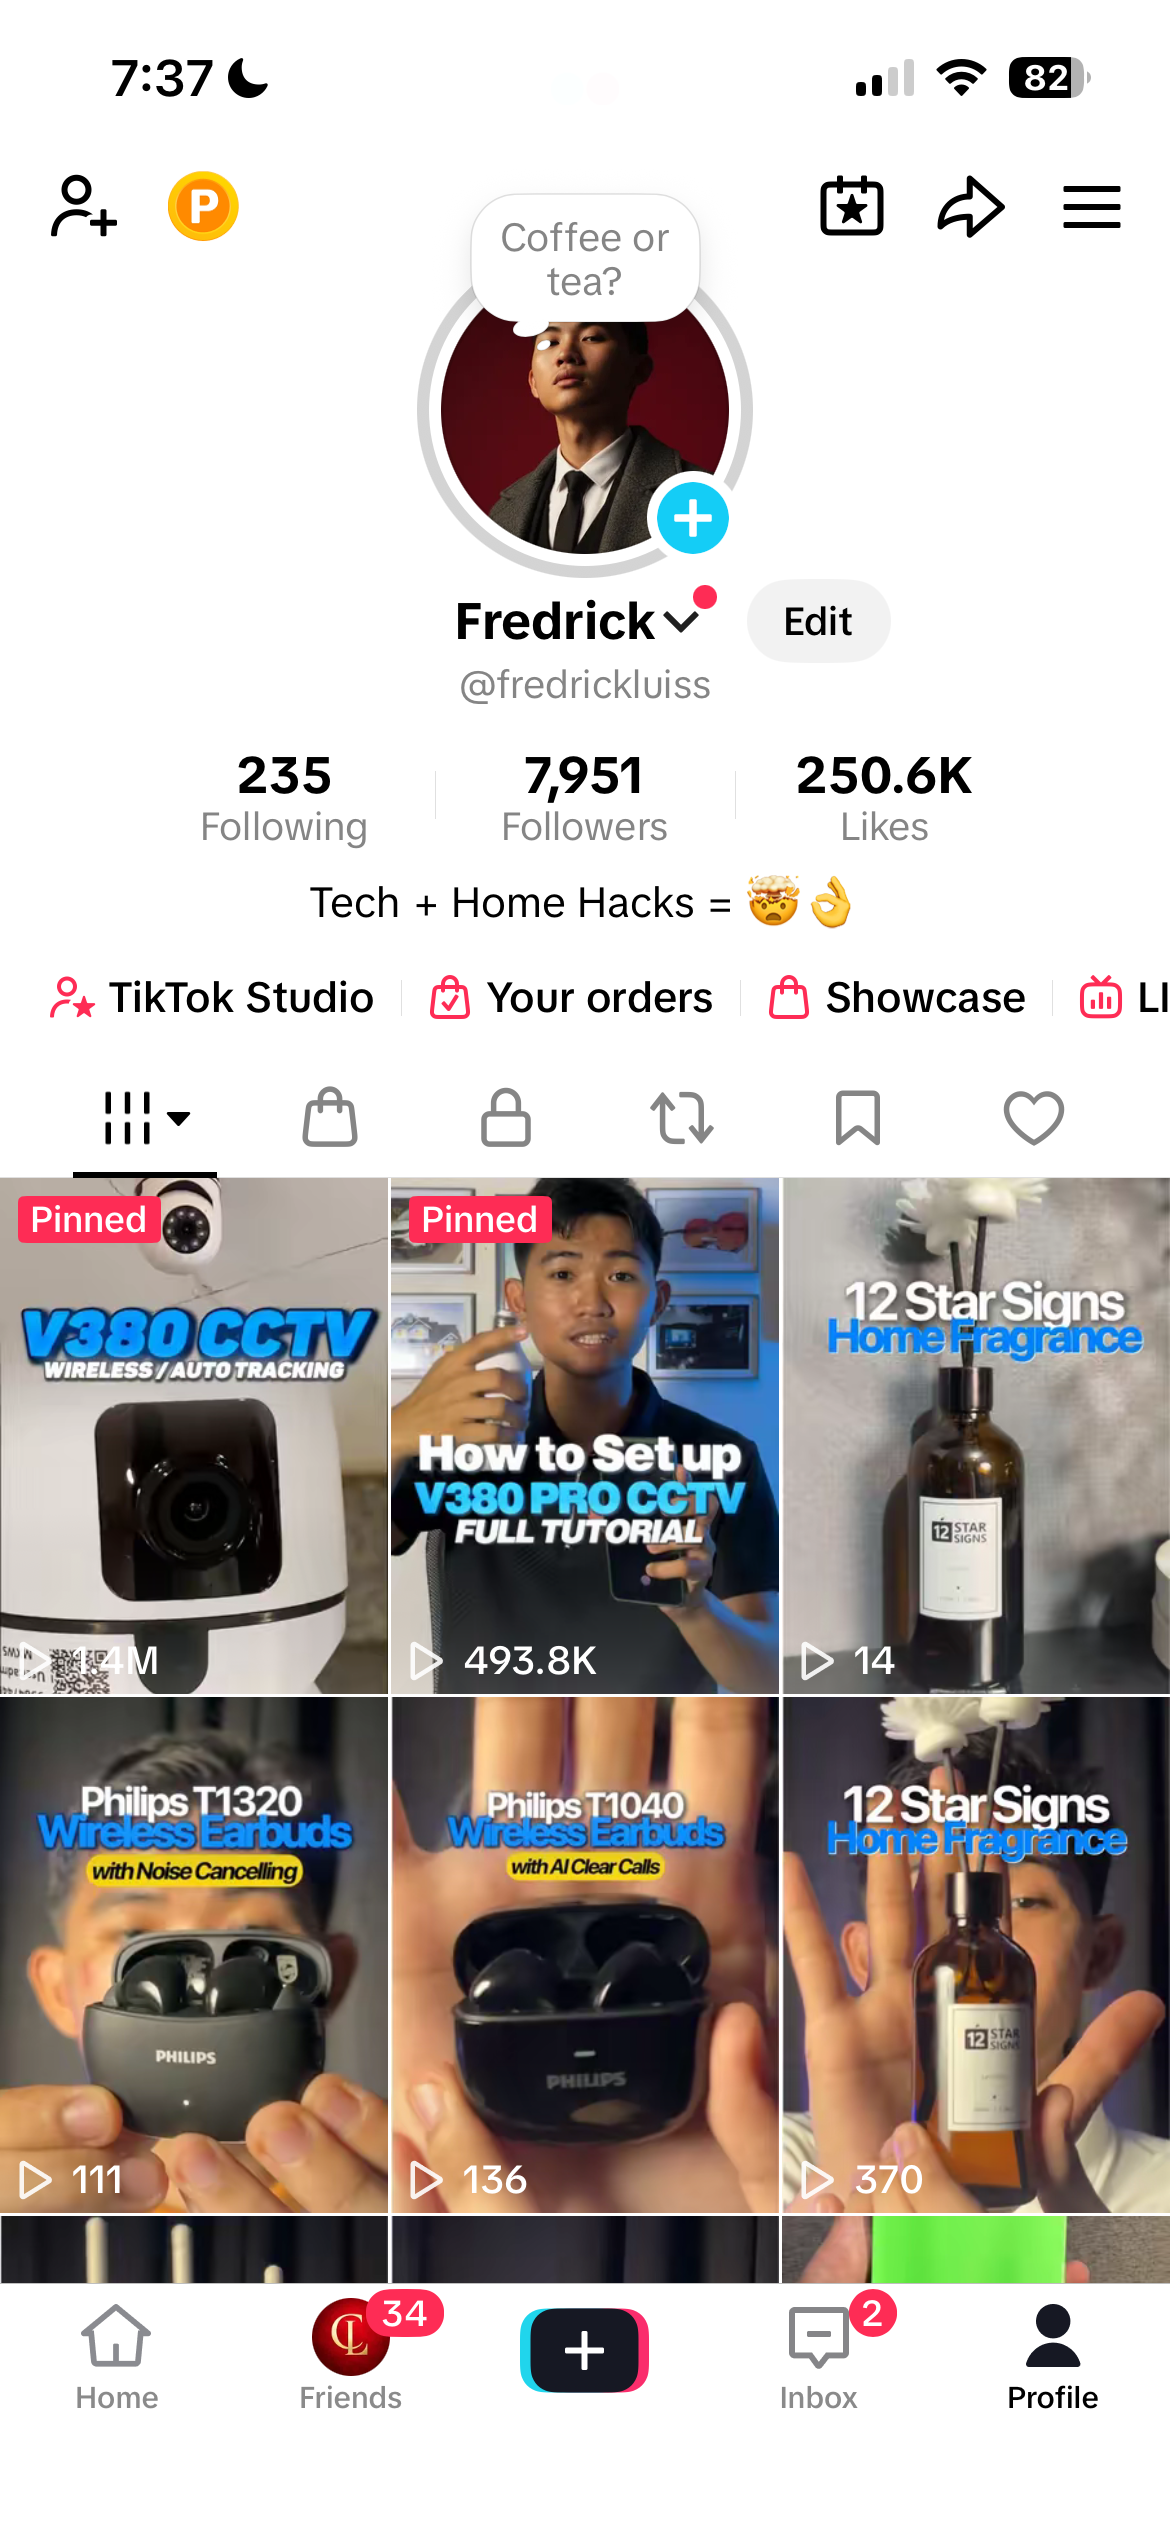 7:37
82
P
Coffee or
tea?
Fredrick
Edit
@fredrickluiss
235
7,951
250.6K
Following
Followers
Likes
Tech + Home Hacks = 🤯👌
TikTok Studio
Your orders
Showcase
LI
Pinned
V380 CCTV
WIRELESS / AUTO TRACKING
1.4M
Pinned
How to Set up
V380 PRO CCTV
FULL TUTORIAL
493.8K
12 Star Signs
Home Fragrance
12 STAR
SIGNS
14
Philips T1320
Wireless Earbuds
with Noise Cancelling
PHILIPS
111
Philips T1040
Wireless Earbuds
with AI Clear Calls
PHILIPS
136
12 Star Signs
Home Fragrance
12 STAR
SIGNS
370
34
2
Home
Friends
Inbox
Profile